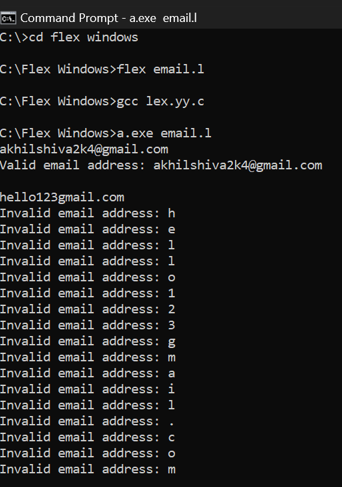 Command Prompt - a.exe email.l
C:\>cd flex windows
C:\Flex Windows>flex email.l
C:\Flex Windows>gcc lex.yy.c
C:\Flex Windows>a.exe email.l
akhilshiva2k4@gmail.com
Valid email address: akhilshiva2k4@gmail.com
hello123gmail.com
Invalid email address: h
Invalid email address: e
Invalid email address: l
Invalid email address: l
Invalid email address: o
Invalid email address: 1
Invalid email address: 2
Invalid email address: 3
Invalid email address: g
Invalid email address: m
Invalid email address: a
Invalid email address: i
Invalid email address: l
Invalid email address: .
Invalid email address: c
Invalid email address: o
Invalid email address: m